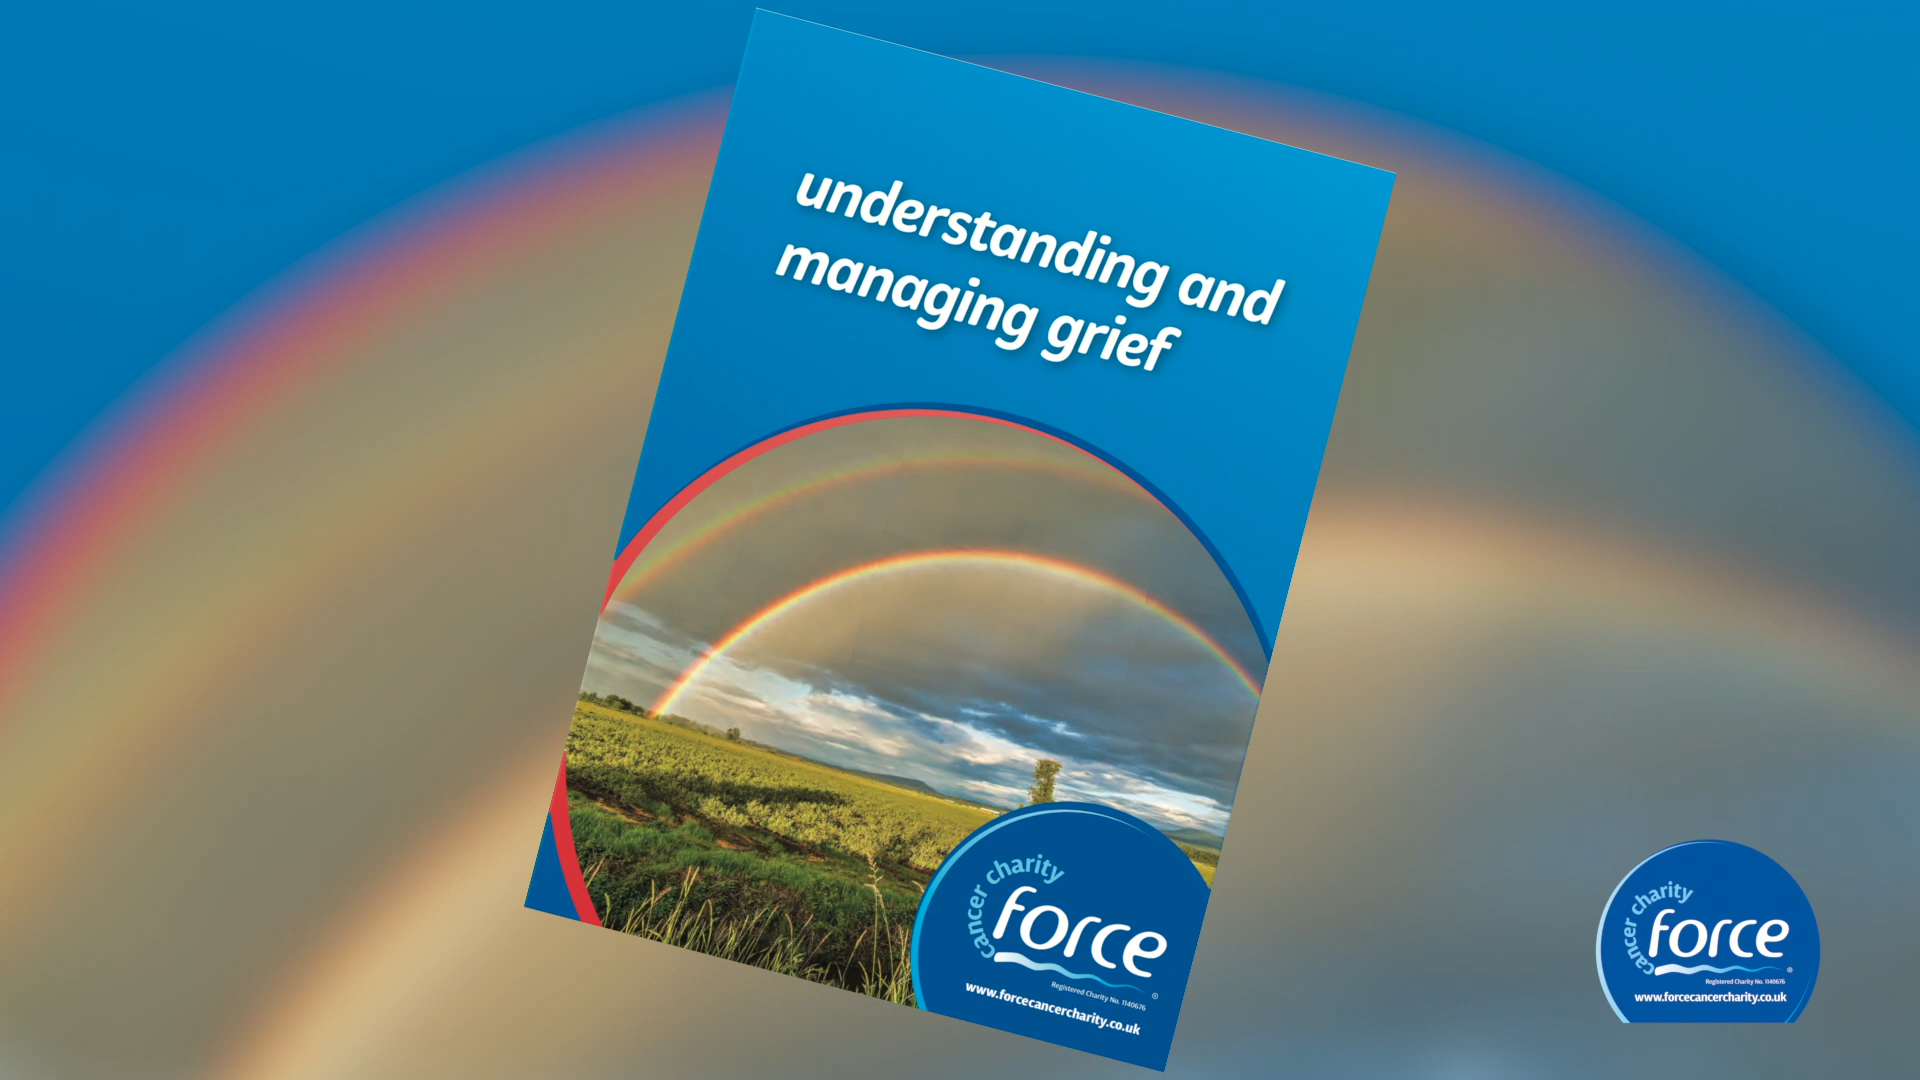 understanding and
managing grief
cancer charity
force
®
Registered Charity No. 1140676
www.forcecancercharity.co.uk
cancer charity
force
®
Registered Charity No. 1140676
www.forcecancercharity.co.uk